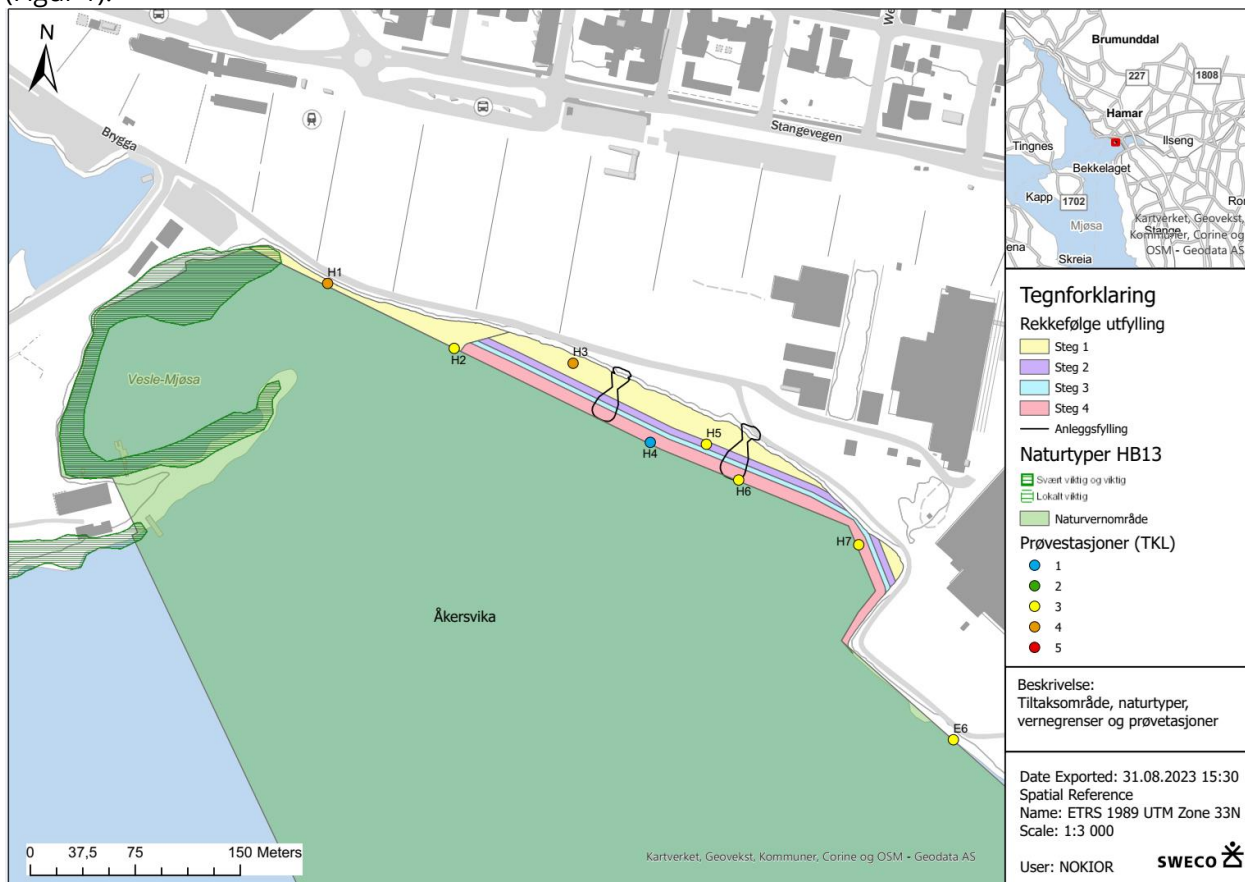 (Figur 4).
N
Brygga
Stangevegen
We
H1
H2
H3
Vesle-Mjøsa
H5
H4
H6
H7
Åkersvika
E6
0 37,5 75 150 Meters
Kartverket, Geovekst, Kommuner, Corine og OSM - Geodata AS
Brumunddal
227
1808
Hamar
Tingnes
Ilseng
Bekkelaget
Kapp
1702
Ro
Mjøsa
Stange
Kartverket, Geovekst,
Kommuner, Corine og
ena
OSM - Geodata AS
Skreia
Tegnforklaring
Rekkefølge utfylling
Steg 1
Steg 2
Steg 3
Steg 4
Anleggsfylling
Naturtyper HB13
Svært viktig og viktig
Lokalt viktig
Naturvernområde
Prøvestasjoner (TKL)
1
2
3
4
5
Beskrivelse:
Tiltaksområde, naturtyper,
vernegrenser og prøvetasjoner
Date Exported: 31.08.2023 15:30
Spatial Reference
Name: ETRS 1989 UTM Zone 33N
Scale: 1:3 000
User: NOKIOR
SWECO